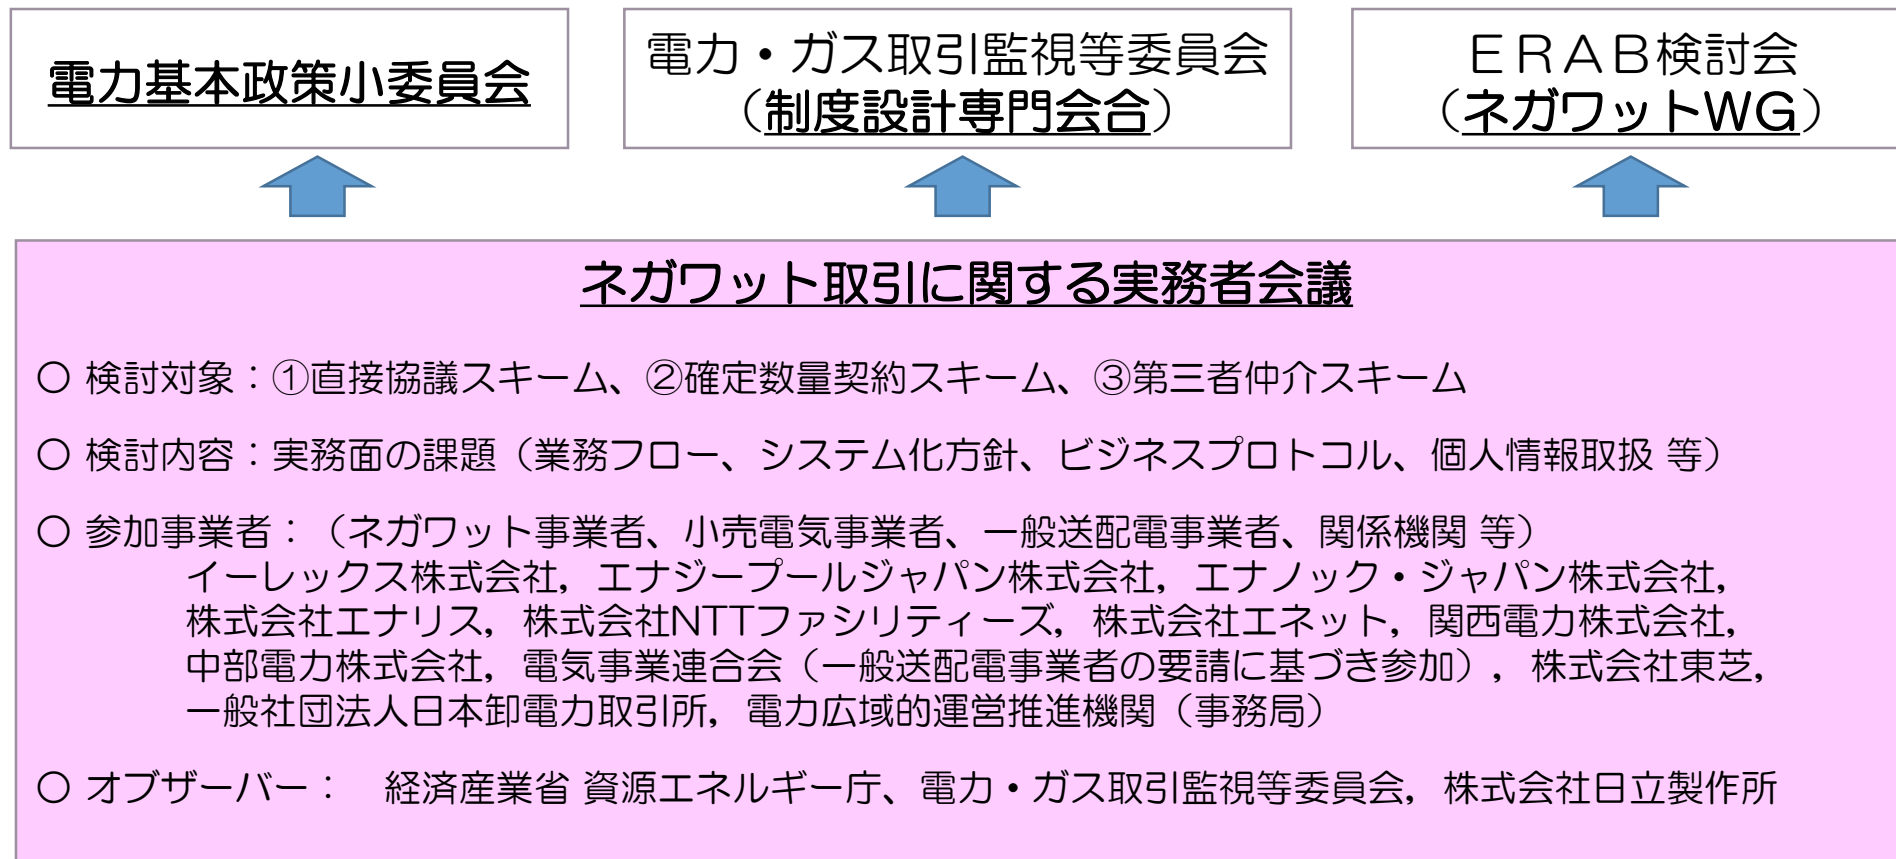 電力基本政策小委員会
電力・ガス取引監視等委員会
（制度設計専門会合）
ＥＲＡＢ検討会
（ネガワットWG）
ネガワット取引に関する実務者会議
〇 検討対象：①直接協議スキーム、②確定数量契約スキーム、③第三者仲介スキーム
〇 検討内容：実務面の課題（業務フロー、システム化方針、ビジネスプロトコル、個人情報取扱 等）
〇 参加事業者：（ネガワット事業者、小売電気事業者、一般送配電事業者、関係機関 等）
イーレックス株式会社，エナジープールジャパン株式会社，エナノック・ジャパン株式会社，
株式会社エナリス，株式会社NTTファシリティーズ，株式会社エネット，関西電力株式会社，
中部電力株式会社，電気事業連合会（一般送配電事業者の要請に基づき参加），株式会社東芝，
一般社団法人日本卸電力取引所，電力広域的運営推進機関（事務局）
〇 オブザーバー：　経済産業省 資源エネルギー庁、電力・ガス取引監視等委員会，株式会社日立製作所